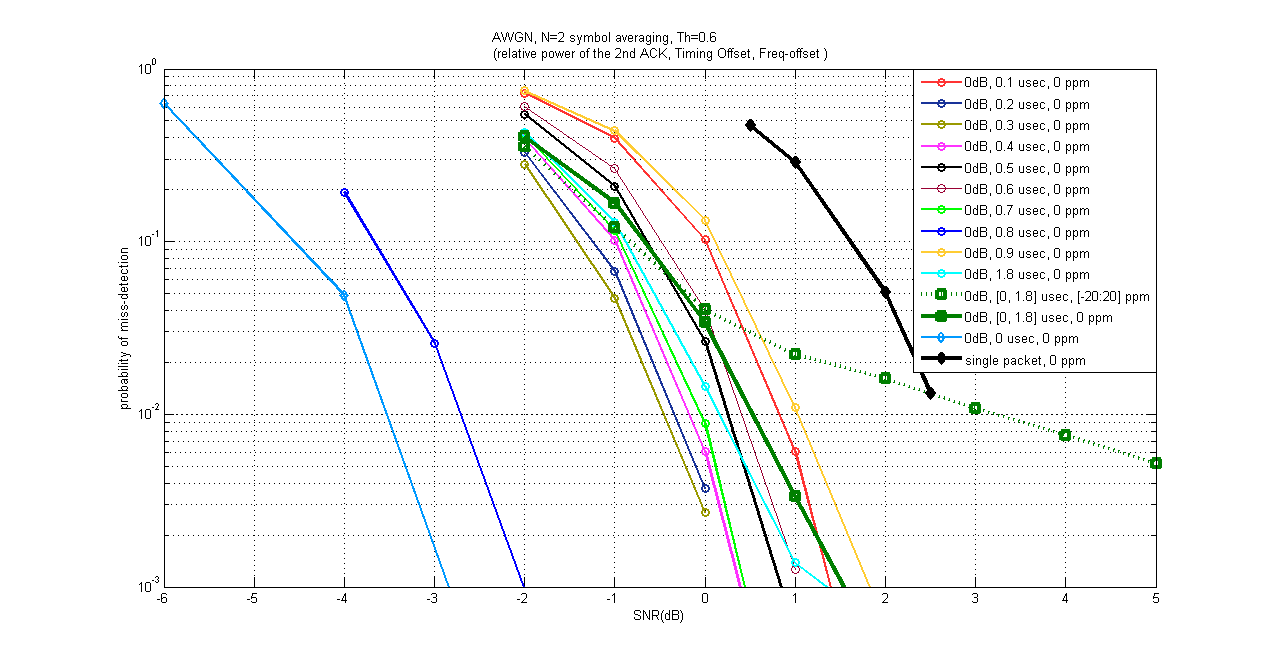 AWGN, N=2 symbol averaging, Th=0.6
(relative power of the 2nd ACK, Timing Offset, Freq-offset )
probability of miss-detection
10^0
10^-1
10^-2
10^-3
0dB, 0.1 usec, 0 ppm
0dB, 0.2 usec, 0 ppm
0dB, 0.3 usec, 0 ppm
0dB, 0.4 usec, 0 ppm
0dB, 0.5 usec, 0 ppm
0dB, 0.6 usec, 0 ppm
0dB, 0.7 usec, 0 ppm
0dB, 0.8 usec, 0 ppm
0dB, 0.9 usec, 0 ppm
0dB, 1.8 usec, 0 ppm
0dB, [0, 1.8] usec, [-20:20] ppm
0dB, [0, 1.8] usec, 0 ppm
0dB, 0 usec, 0 ppm
single packet, 0 ppm
-6 -5 -4 -3 -2 -1 0 1 2 3 4 5
SNR(dB)